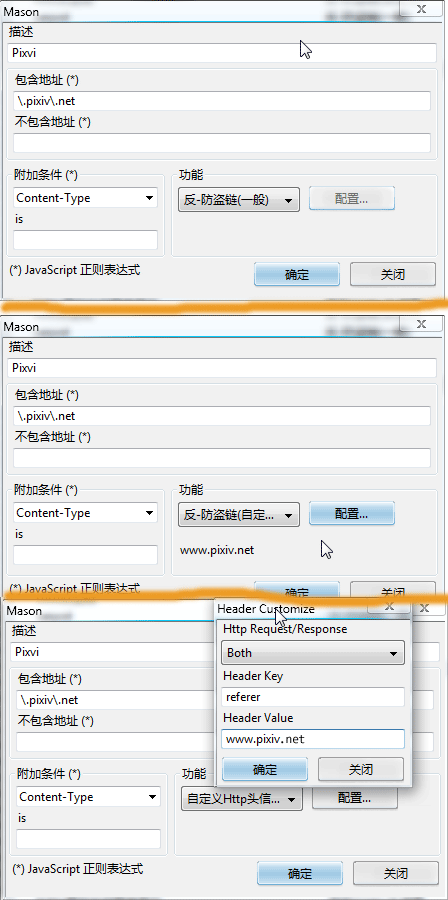 Mason
描述
Pixvi
包含地址 (*)
\.pixiv\.net
不包含地址 (*)
附加条件 (*)
功能
Content-Type
反-防盗链(一般)
配置...
is
(*) JavaScript 正则表达式
确定
关闭
Mason
描述
Pixvi
包含地址 (*)
\.pixiv\.net
不包含地址 (*)
附加条件 (*)
功能
Content-Type
反-防盗链(自定...
配置...
is
www.pixiv.net
(*) JavaScript 正则表达式
确定
关闭
Mason
Header Customize
描述
Http Request/Response
Pixvi
Both
包含地址 (*)
Header Key
\.pixiv\.net
referer
不包含地址 (*)
Header Value
www.pixiv.net
确定
关闭
附加条件 (*)
功能
Content-Type
自定义Http头信...
配置...
is
(*) JavaScript 正则表达式
确定
关闭